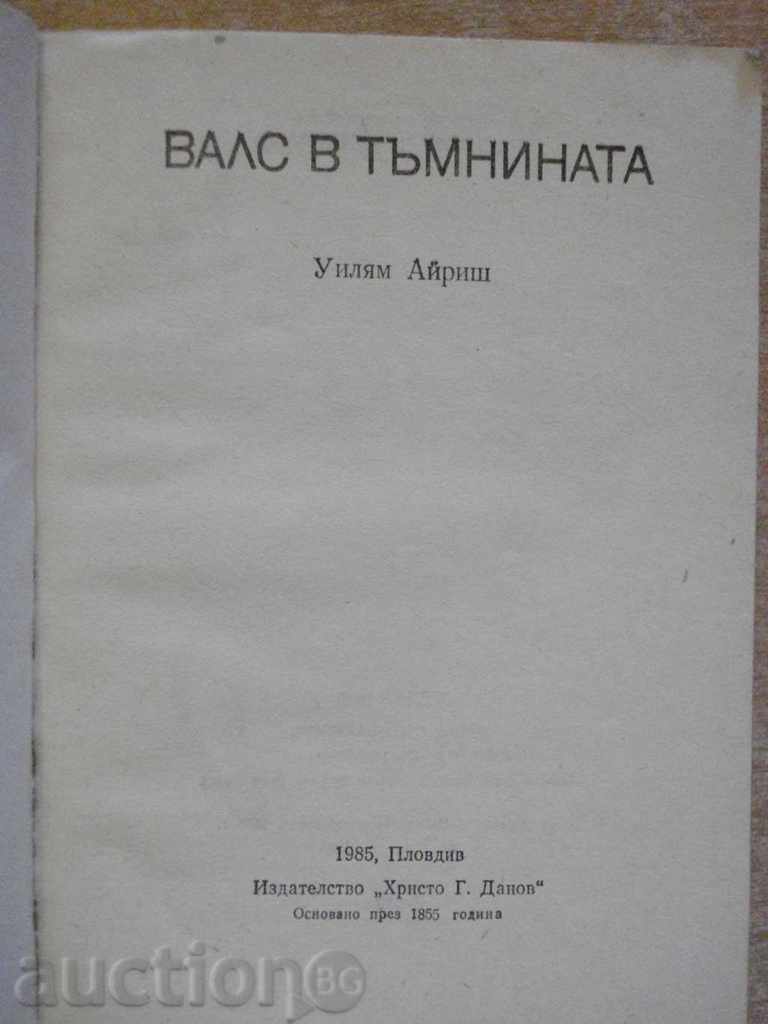 ВАЛС В ТЪМНИНАТА
Уилям Айриш
1985, Пловдив
Издателство „Христо Г. Данов“
Основано през 1855 година
auctionBG